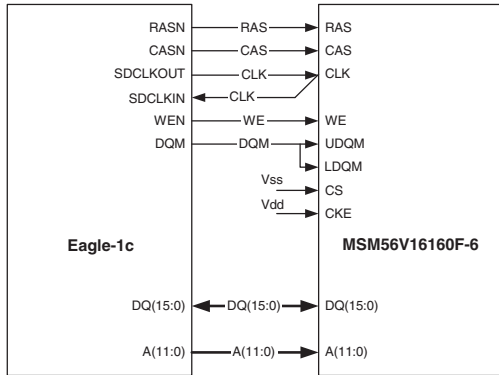 RASN RAS RAS
CASN CAS CAS
SDCLKOUT CLK CLK
SDCLKIN CLK
WEN WE WE
DQM DQM UDQM
LDQM
Vss CS
Vdd CKE
Eagle-1c MSM56V16160F-6
DQ(15:0) DQ(15:0) DQ(15:0)
A(11:0) A(11:0) A(11:0)